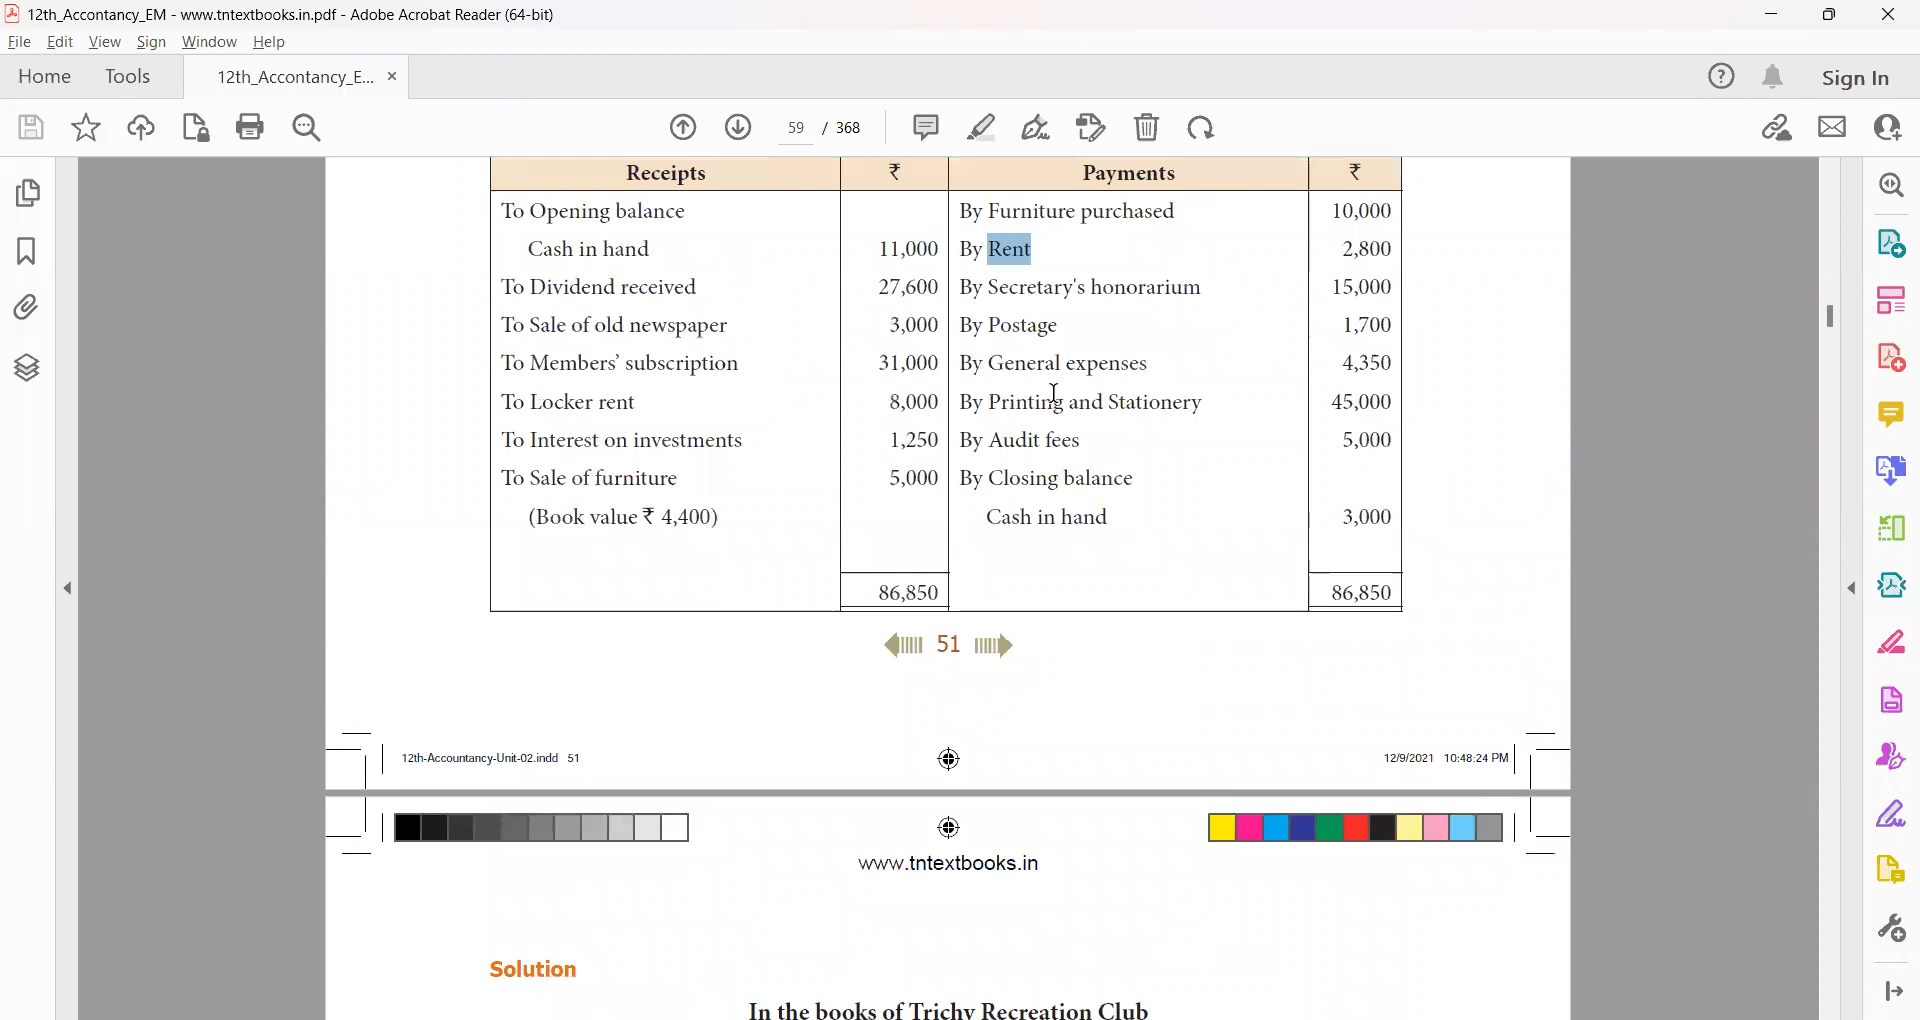 12th_Accontancy_EM - www.tntextbooks.in.pdf - Adobe Acrobat Reader (64-bit)
File Edit View Sign Window Help
Home Tools 12th_Accontancy_E... × Sign In
59 / 368
Receipts ₹ Payments ₹
To Opening balance By Furniture purchased 10,000
Cash in hand 11,000 By Rent 2,800
To Dividend received 27,600 By Secretary's honorarium 15,000
To Sale of old newspaper 3,000 By Postage 1,700
To Members’ subscription 31,000 By General expenses 4,350
To Locker rent 8,000 By Printing and Stationery 45,000
To Interest on investments 1,250 By Audit fees 5,000
To Sale of furniture 5,000 By Closing balance
(Book value ₹ 4,400) Cash in hand 3,000
86,850 86,850
51
12th-Accountancy-Unit-02.indd 51 12/9/2021 10:48:24 PM
www.tntextbooks.in
Solution
In the books of Trichy Recreation Club